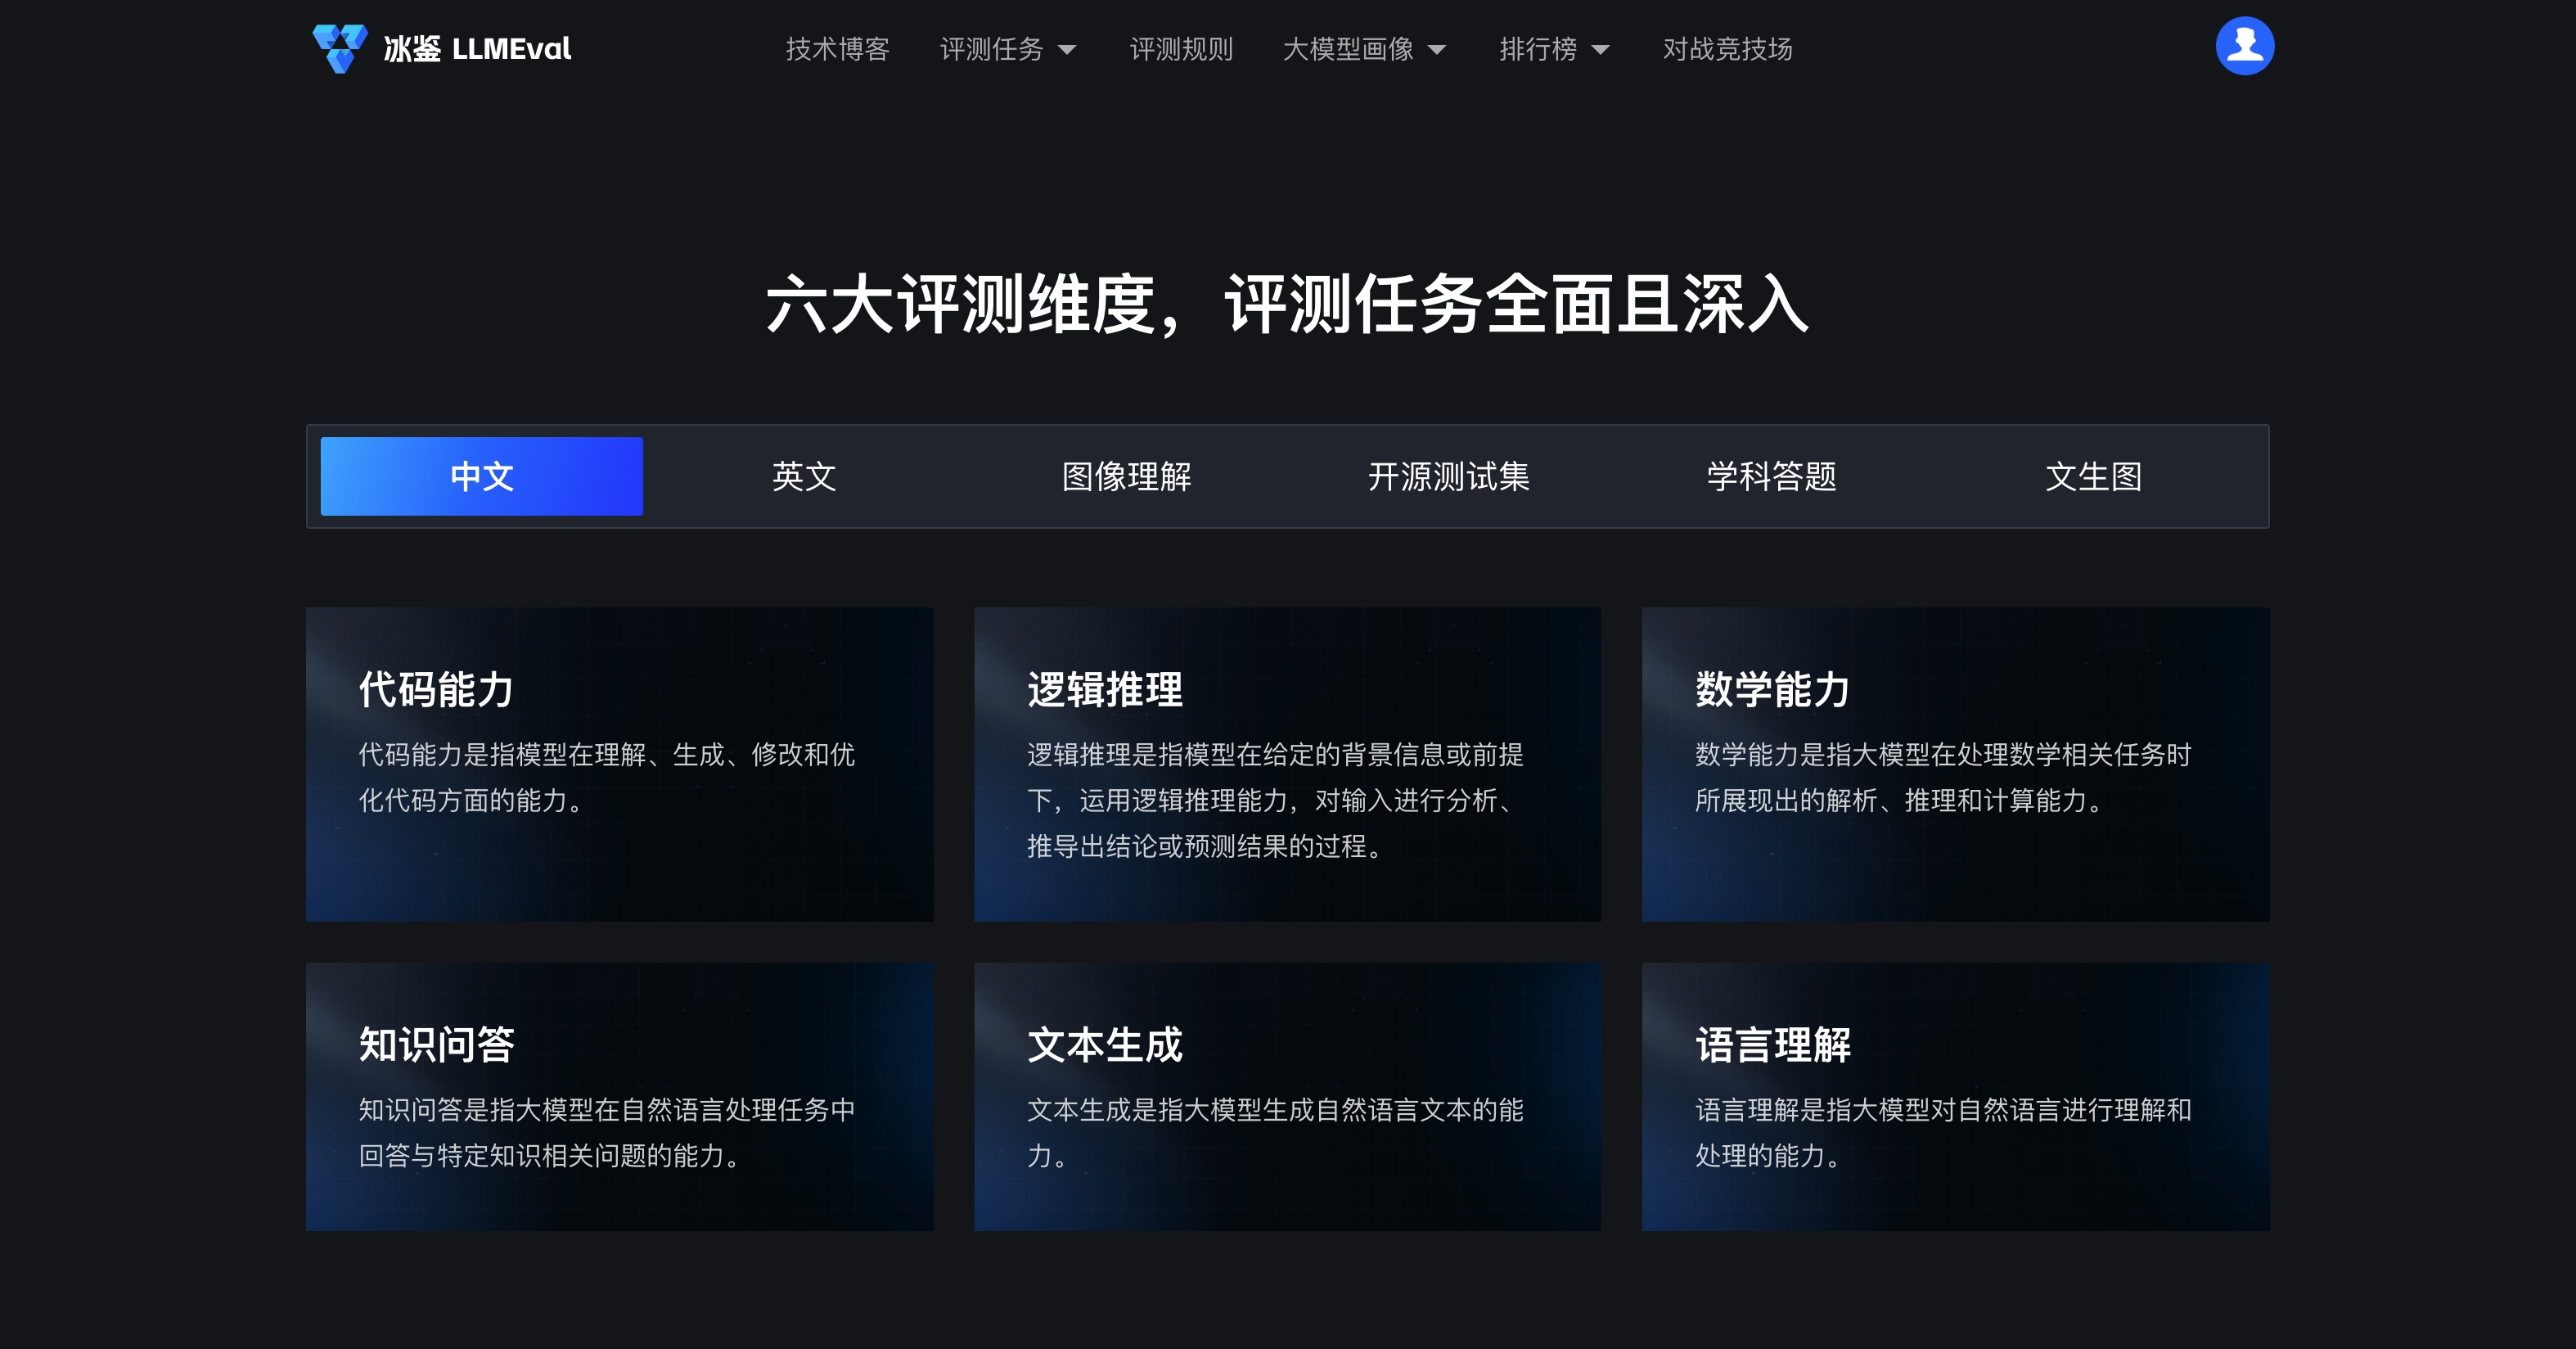 冰鉴 LLMEval
技术博客 评测任务 评测规则 大模型画像 排行榜 对战竞技场
六大评测维度，评测任务全面且深入
中文 英文 图像理解 开源测试集 学科答题 文生图
代码能力
代码能力是指模型在理解、生成、修改和优
化代码方面的能力。
逻辑推理
逻辑推理是指模型在给定的背景信息或前提
下，运用逻辑推理能力，对输入进行分析、
推导出结论或预测结果的过程。
数学能力
数学能力是指大模型在处理数学相关任务时
所展现出的解析、推理和计算能力。
知识问答
知识问答是指大模型在自然语言处理任务中
回答与特定知识相关问题的能力。
文本生成
文本生成是指大模型生成自然语言文本的能
力。
语言理解
语言理解是指大模型对自然语言进行理解和
处理的能力。